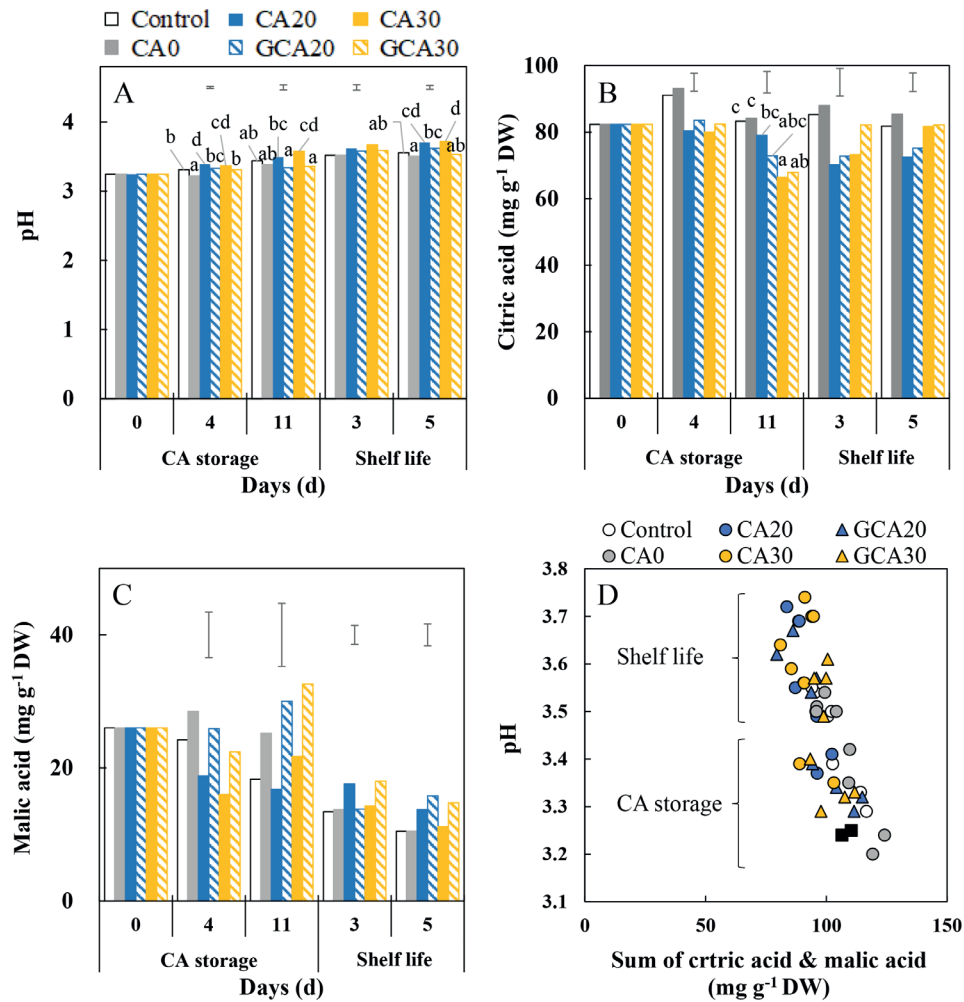 Control CA20 CA30
CA0 GCA20 GCA30
A
pH
4
3
2
1
0
b a d bc cd b
ab ab bc a cd a
ab a cd bc d a
0 4 11 3 5
CA storage Shelf life
Days (d)
B
Citric acid (mg g-1 DW)
100
80
60
40
20
0
c c bc abc a ab
0 4 11 3 5
CA storage Shelf life
Days (d)
C
Malic acid (mg g-1 DW)
40
20
0
0 4 11 3 5
CA storage Shelf life
Days (d)
Control CA20 GCA20
CA0 CA30 GCA30
D
pH
3.8
3.7
3.6
3.5
3.4
3.3
3.2
3.1
Shelf life
CA storage
0 50 100 150
Sum of crtric acid & malic acid
(mg g-1 DW)